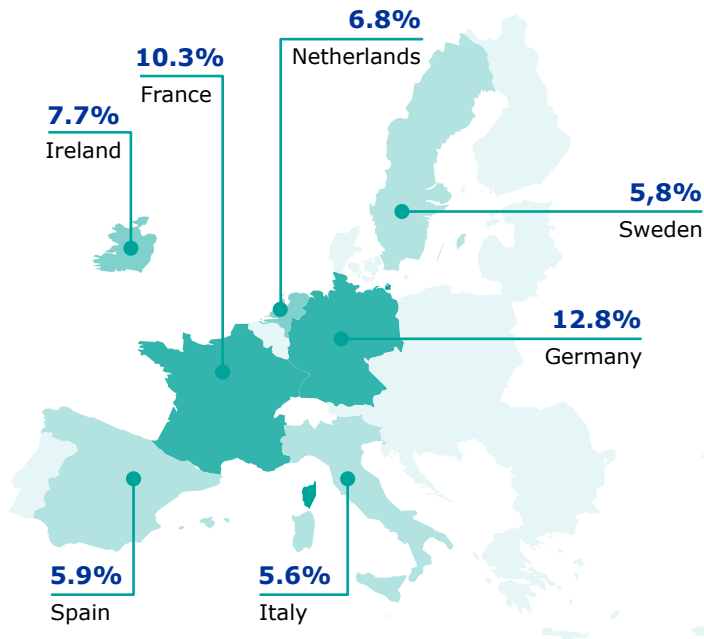 6.8%
Netherlands
10.3%
France
7.7%
Ireland
5,8%
Sweden
12.8%
Germany
5.9%
Spain
5.6%
Italy